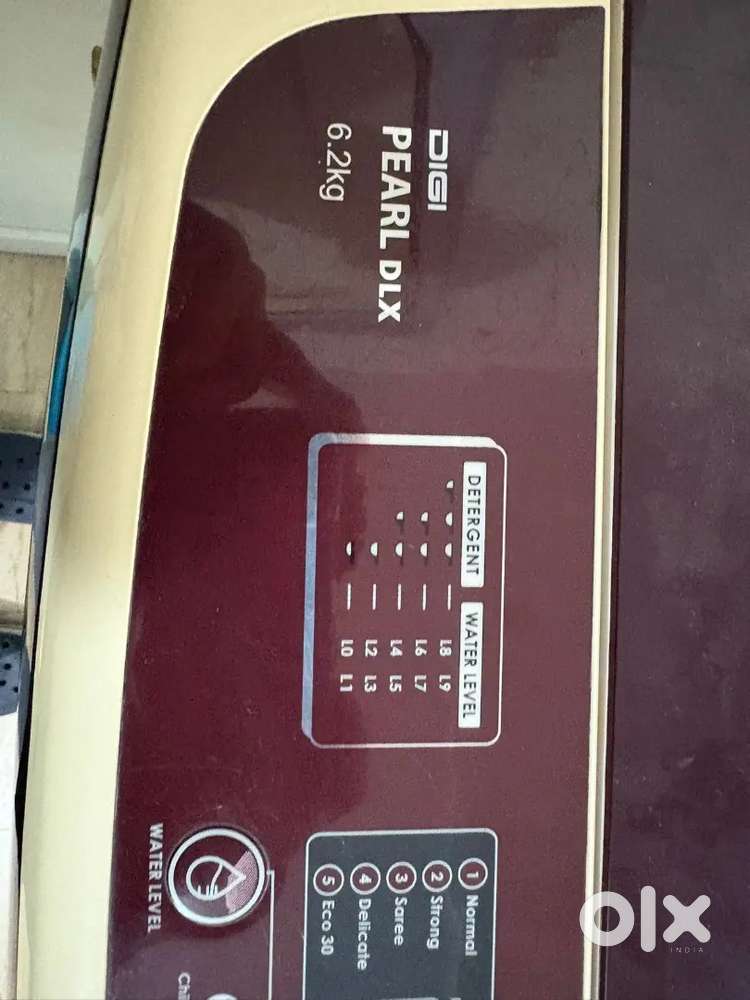 DIGI
PEARL DLX
6.2kg
DETERGENT WATER LEVEL
L8 L9
L6 L7
L4 L5
L2 L3
L0 L1
1 Normal
2 Strong
3 Saree
4 Delicate
5 Eco 30
WATER LEVEL
olx
INDIA